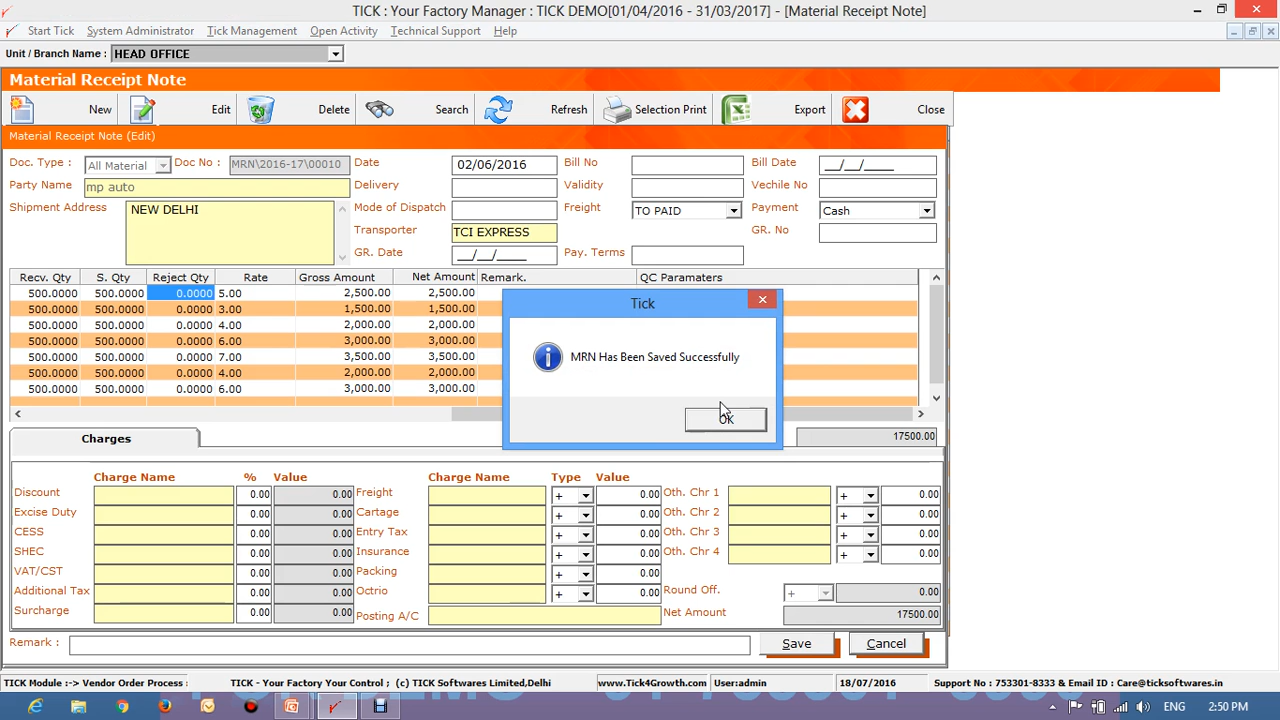 TICK : Your Factory Manager : TICK DEMO[01/04/2016 - 31/03/2017] - [Material Receipt Note]
Start Tick System Administrator Tick Management Open Activity Technical Support Help
Unit / Branch Name : HEAD OFFICE
Material Receipt Note
New Edit Delete Search Refresh Selection Print Export Close
Material Receipt Note (Edit)
Doc. Type : All Material Doc No : MRN\2016-17\00010 Date 02/06/2016 Bill No Bill Date __/__/____
Party Name mp auto Delivery Validity Vechile No
Shipment Address NEW DELHI Mode of Dispatch Freight TO PAID Payment Cash
Transporter TCI EXPRESS GR. No
GR. Date __/__/____ Pay. Terms
Recv. Qty S. Qty Reject Qty Rate Gross Amount Net Amount Remark. QC Paramaters
500.0000 500.0000 0.0000 5.00 2,500.00 2,500.00
500.0000 500.0000 0.0000 3.00 1,500.00 1,500.00
500.0000 500.0000 0.0000 4.00 2,000.00 2,000.00
500.0000 500.0000 0.0000 6.00 3,000.00 3,000.00
500.0000 500.0000 0.0000 7.00 3,500.00 3,500.00
500.0000 500.0000 0.0000 4.00 2,000.00 2,000.00
500.0000 500.0000 0.0000 6.00 3,000.00 3,000.00
Tick
MRN Has Been Saved Successfully
OK
Charges 17500.00
Charge Name % Value Charge Name Type Value
Discount 0.00 0.00 Freight + 0.00 Oth. Chr 1 + 0.00
Excise Duty 0.00 0.00 Cartage + 0.00 Oth. Chr 2 + 0.00
CESS 0.00 0.00 Entry Tax + 0.00 Oth. Chr 3 + 0.00
SHEC 0.00 0.00 Insurance + 0.00 Oth. Chr 4 + 0.00
VAT/CST 0.00 0.00 Packing + 0.00
Additional Tax 0.00 0.00 Octrio + 0.00 Round Off. + 0.00
Surcharge 0.00 0.00 Posting A/C Net Amount 17500.00
Remark : Save Cancel
TICK Module :-> Vendor Order Process : TICK - Your Factory Your Control ; (c) TICK Softwares Limited,Delhi www.Tick4Growth.com User:admin 18/07/2016 Support No : 753301-8333 & Email ID : Care@ticksoftwares.in
ENG 2:50 PM